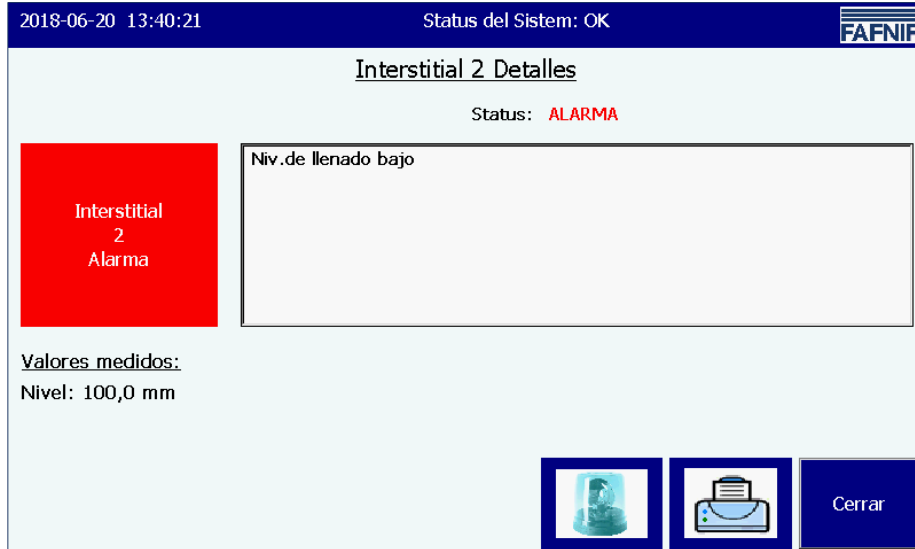 2018-06-20 13:40:21 Status del Sistem: OK FAFNIR
Interstitial 2 Detalles
Status: ALARMA
Niv.de llenado bajo
Interstitial
2
Alarma
Valores medidos:
Nivel: 100,0 mm
Cerrar